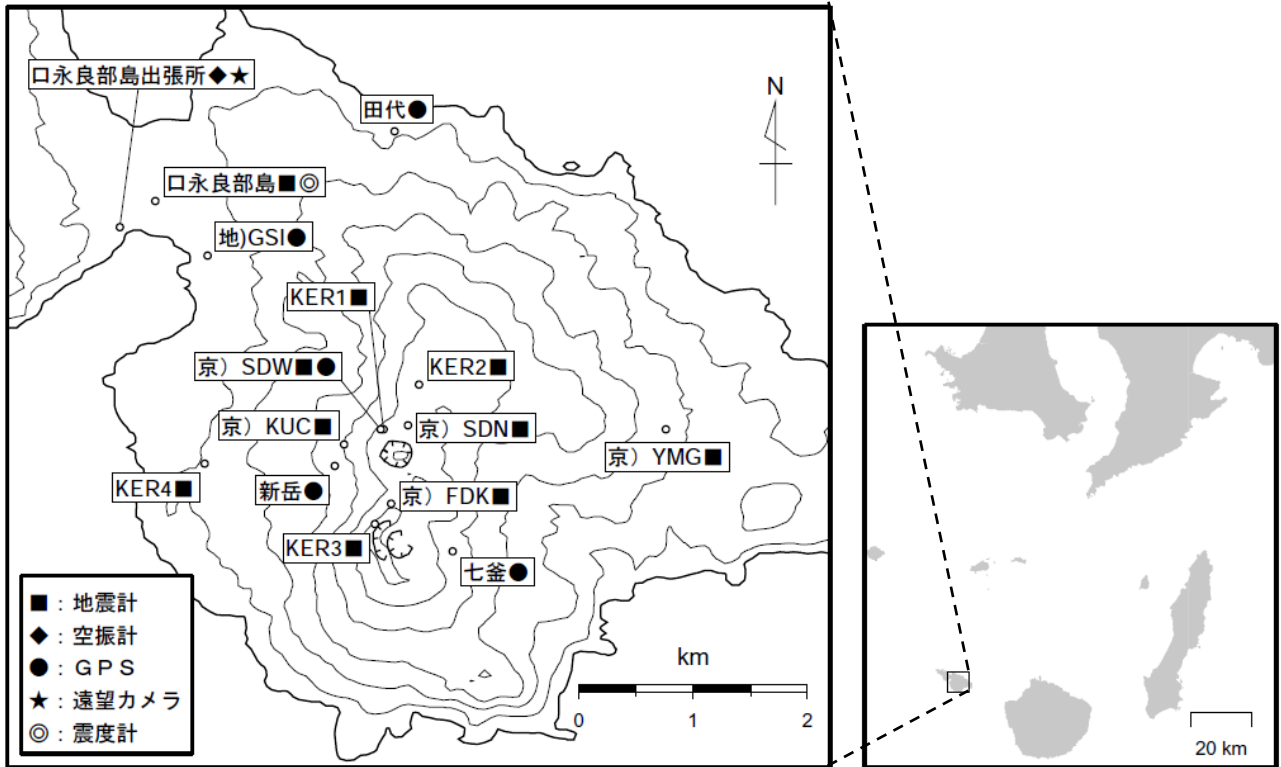 口永良部島出張所◆★
田代●
N
口永良部島■◎
地)GSI●
KER1■
京）SDW■●
KER2■
京）KUC■
京）SDN■
京）YMG■
KER4■
新岳●
京）FDK■
KER3■
七釜●
■：地震計
◆：空振計
●：ＧＰＳ
★：遠望カメラ
◎：震度計
km
0 1 2
20 km